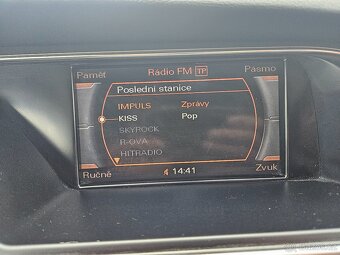 Paměť Rádio FM TP Pásmo
Poslední stanice
IMPULS Zprávy
KISS Pop
SKYROCK
R-OVA
HITRADIO
Ručně 14:41 Zvuk